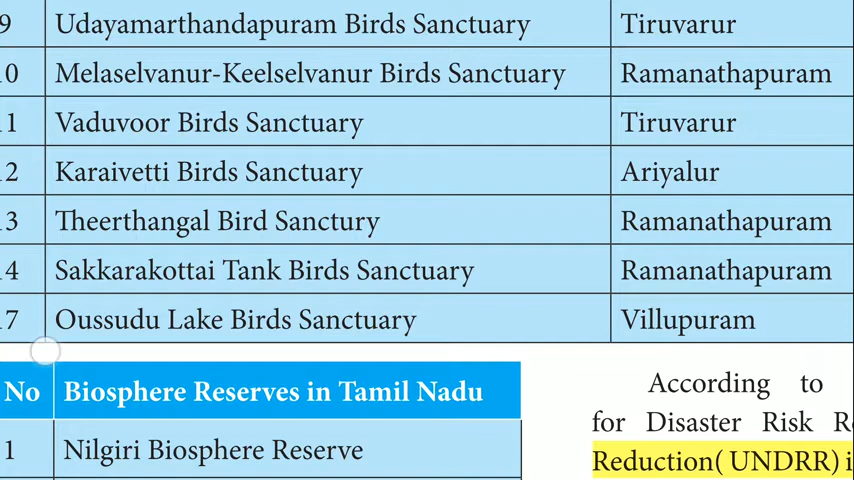 9 Udayamarthandapuram Birds Sanctuary Tiruvarur
10 Melaselvanur-Keelselvanur Birds Sanctuary Ramanathapuram
11 Vaduvoor Birds Sanctuary Tiruvarur
12 Karaivetti Birds Sanctuary Ariyalur
13 Theerthangal Bird Sanctury Ramanathapuram
14 Sakkarakottai Tank Birds Sanctuary Ramanathapuram
17 Oussudu Lake Birds Sanctuary Villupuram
No Biosphere Reserves in Tamil Nadu
1 Nilgiri Biosphere Reserve
According to
for Disaster Risk
Reduction( UNDRR) i